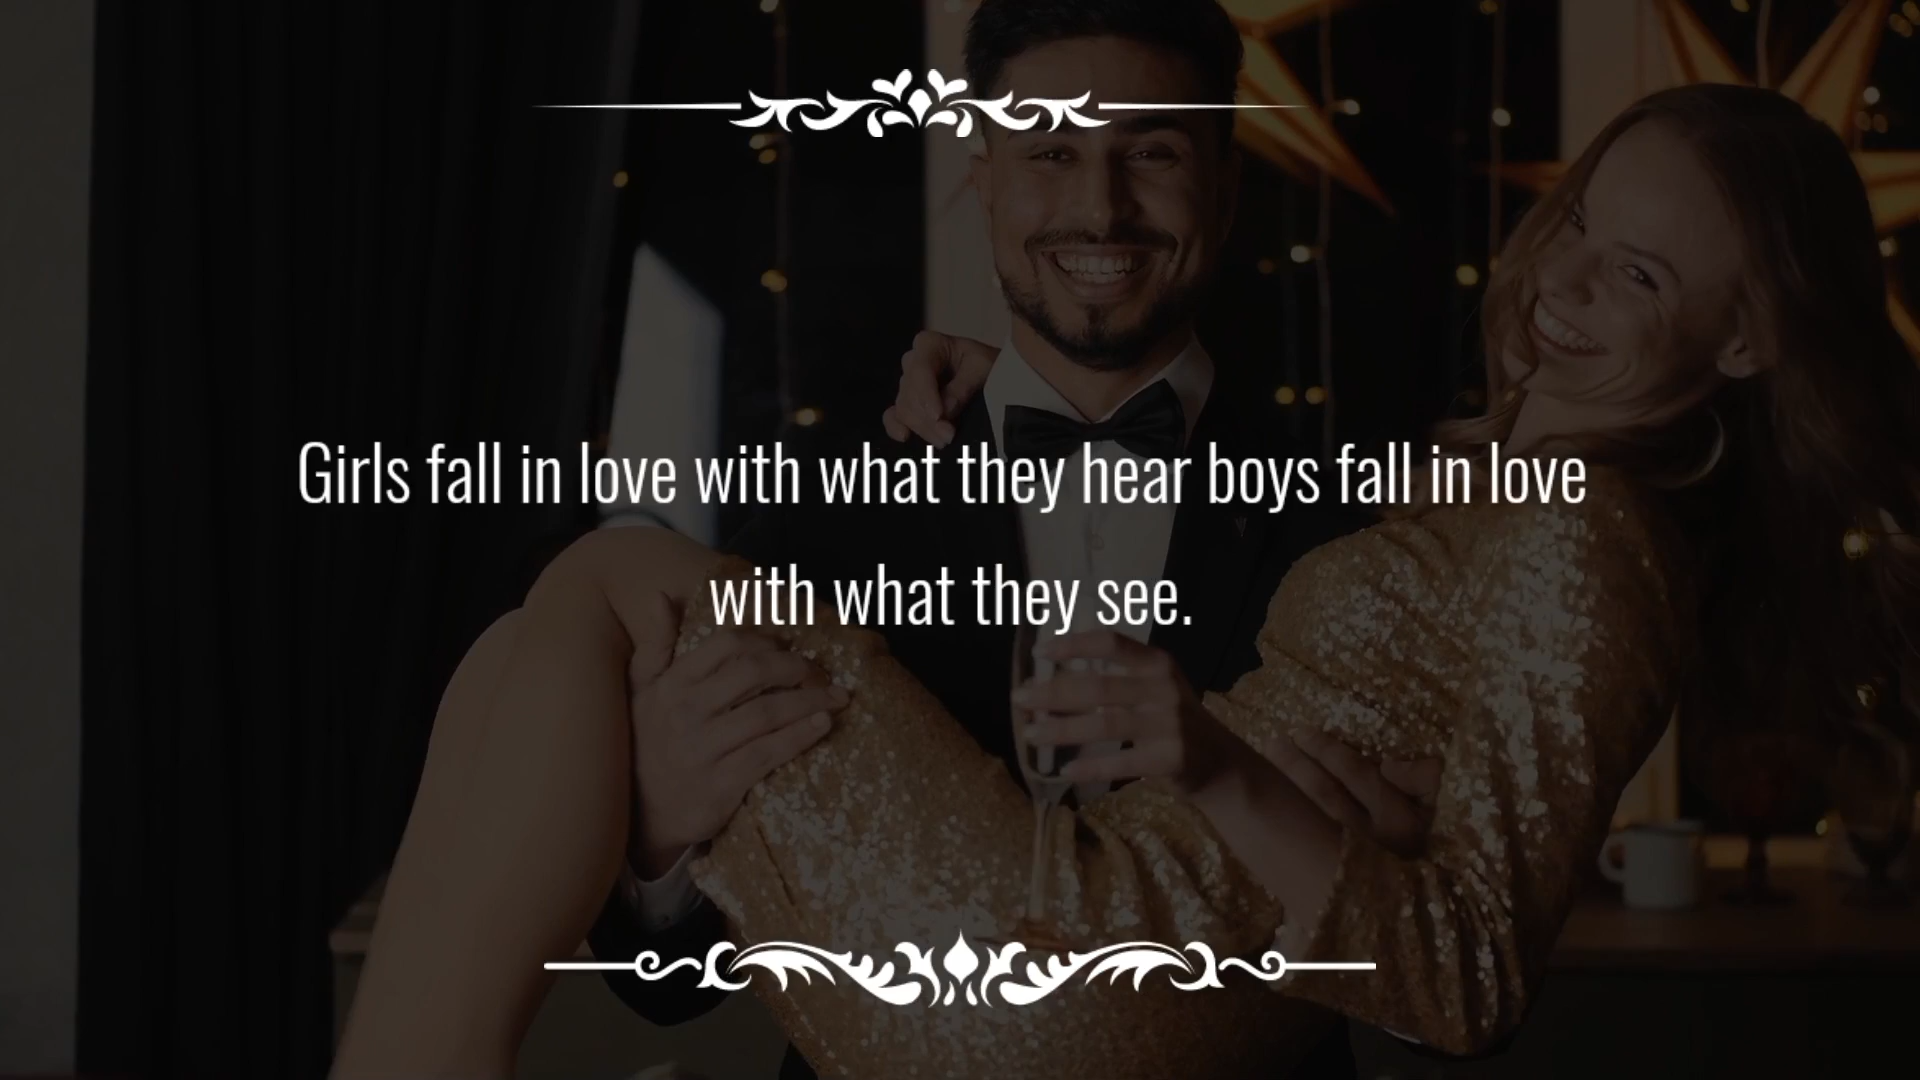 Girls fall in love with what they hear boys fall in love
with what they see.